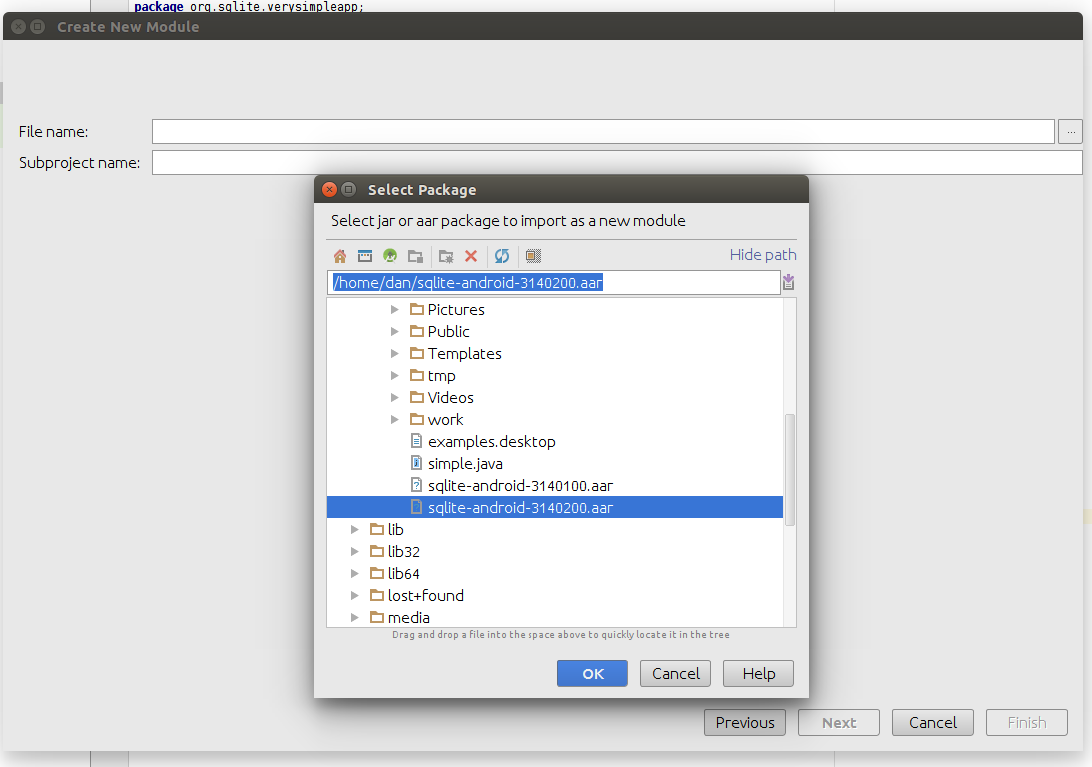 package org.sqlite.verysimpleapp;
Create New Module
File name:
...
Subproject name:
Select Package
Select jar or aar package to import as a new module
Hide path
/home/dan/sqlite-android-3140200.aar
Pictures
Public
Templates
tmp
Videos
work
examples.desktop
simple.java
sqlite-android-3140100.aar
sqlite-android-3140200.aar
lib
lib32
lib64
lost+found
media
Drag and drop a file into the space above to quickly locate it in the tree
OK Cancel Help
Previous Next Cancel Finish